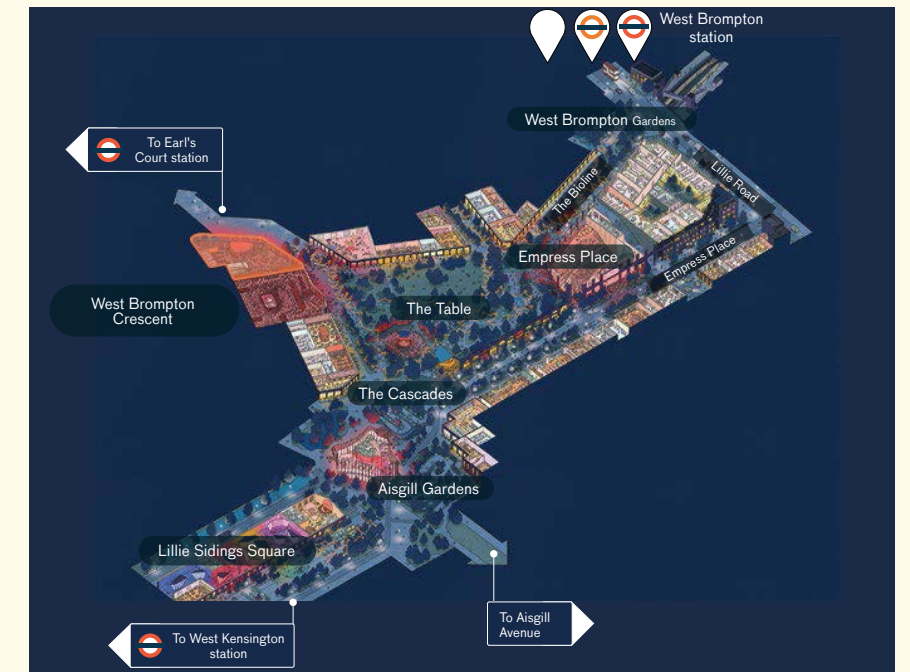 West Brompton
station
West Brompton Gardens
To Earl's
Court station
The Bioline
Lillie Road
Empress Place
Empress Place
West Brompton
Crescent
The Table
The Cascades
Aisgill Gardens
Lillie Sidings Square
To Aisgill
Avenue
To West Kensington
station